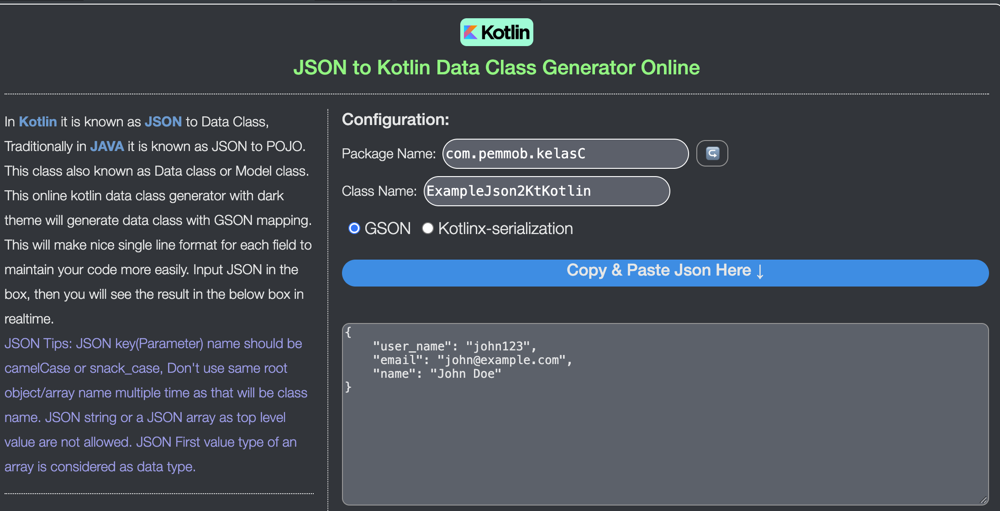 Kotlin
JSON to Kotlin Data Class Generator Online
In Kotlin it is known as JSON to Data Class,
Traditionally in JAVA it is known as JSON to POJO.
This class also known as Data class or Model class.
This online kotlin data class generator with dark
theme will generate data class with GSON mapping.
This will make nice single line format for each field to
maintain your code more easily. Input JSON in the
box, then you will see the result in the below box in
realtime.
JSON Tips: JSON key(Parameter) name should be
camelCase or snack_case, Don't use same root
object/array name multiple time as that will be class
name. JSON string or a JSON array as top level
value are not allowed. JSON First value type of an
array is considered as data type.
Configuration:
Package Name: com.pemmob.kelasC
Class Name: ExampleJson2KtKotlin
GSON Kotlinx-serialization
Copy & Paste Json Here ↓
{
    "user_name": "john123",
    "email": "john@example.com",
    "name": "John Doe"
}